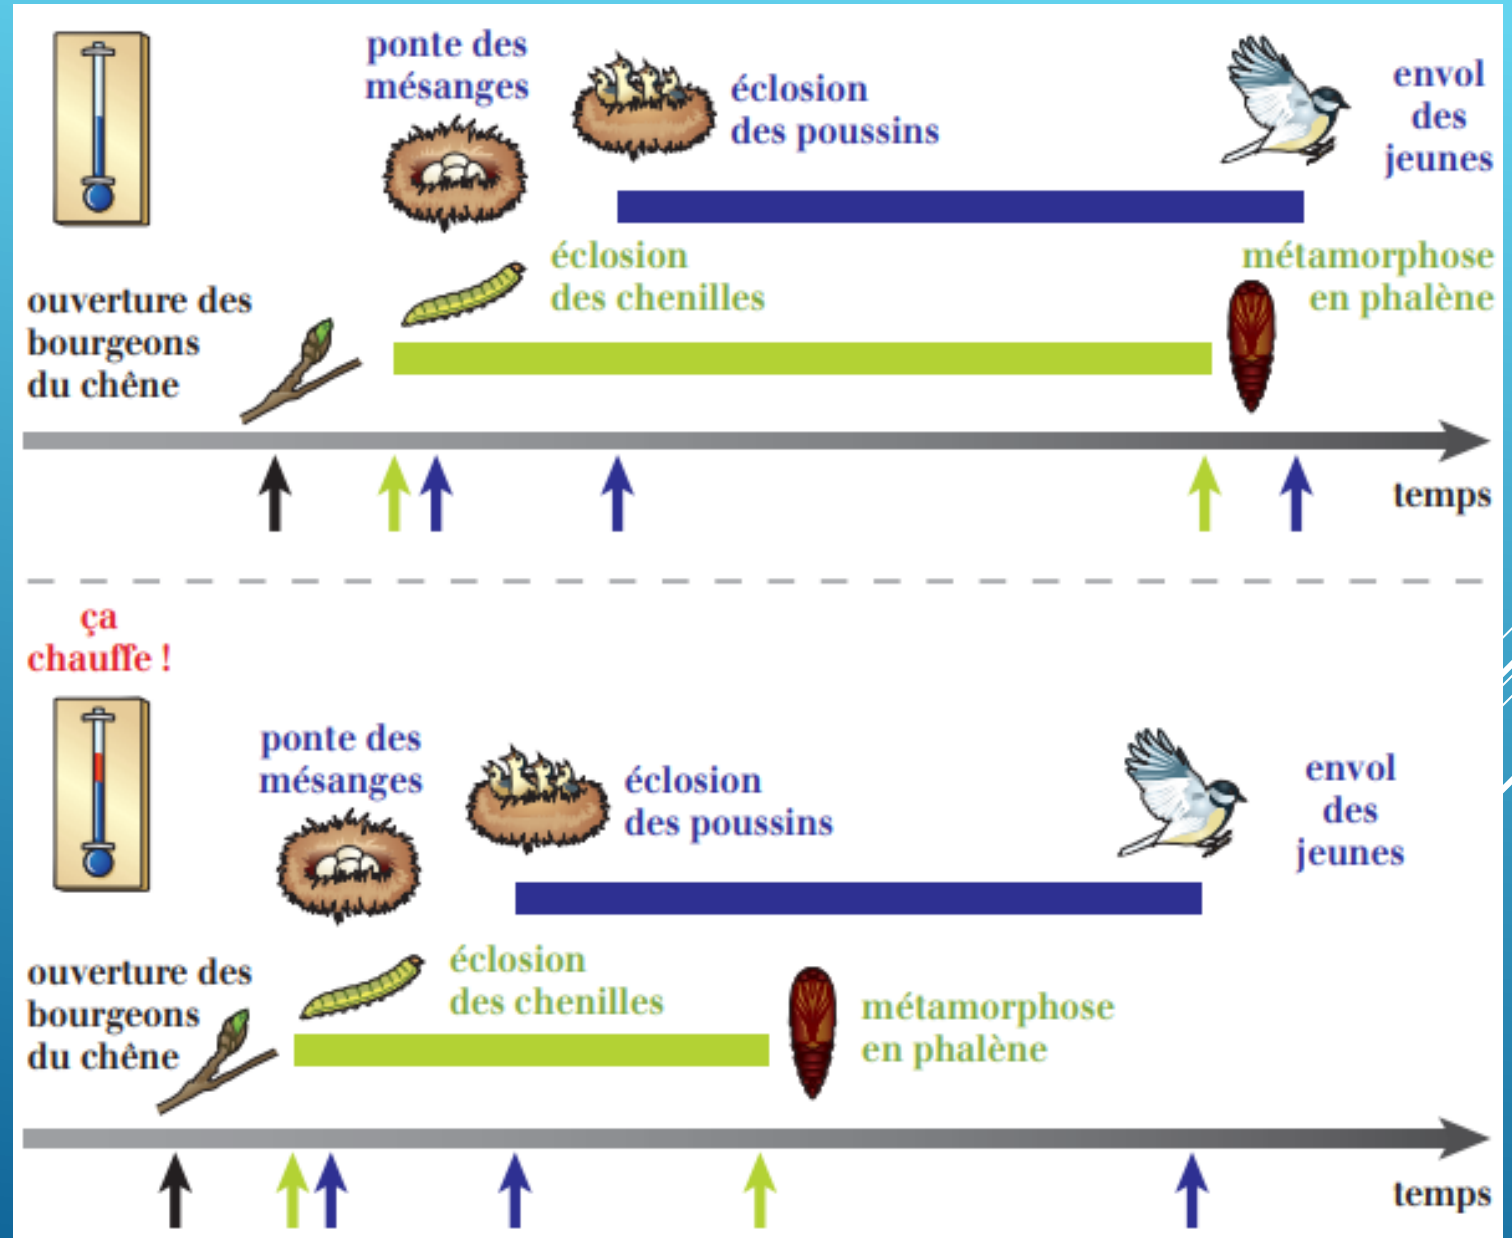 ponte des
mésanges
éclosion
des poussins
envol
des
jeunes
éclosion
des chenilles
métamorphose
en phalène
ouverture des
bourgeons
du chêne
temps
ça
chauffe !
ponte des
mésanges
éclosion
des poussins
envol
des
jeunes
ouverture des
bourgeons
du chêne
éclosion
des chenilles
métamorphose
en phalène
temps